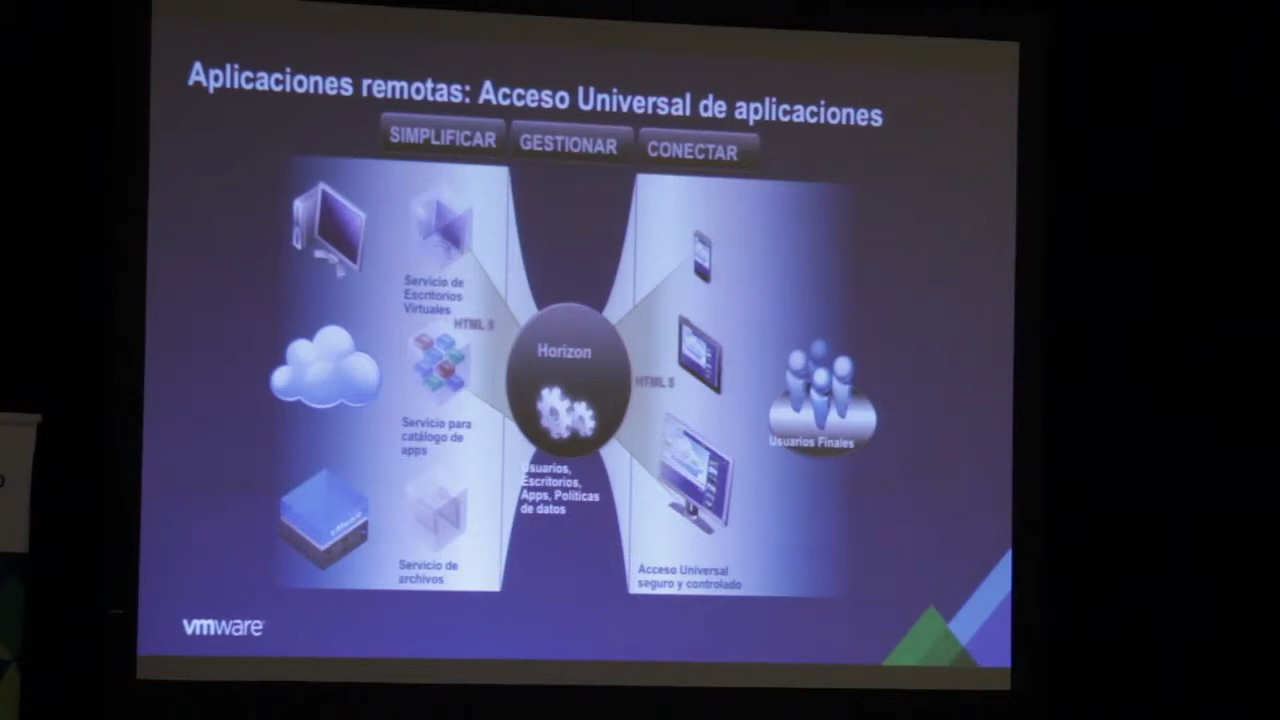 Aplicaciones remotas: Acceso Universal de aplicaciones
SIMPLIFICAR
GESTIONAR
CONECTAR
Servicio de
Escritorios
Virtuales
HTML 5
Servicio para
catálogo de
apps
Servicio de
archivos
Horizon
Usuarios,
Escritorios,
Apps, Políticas
de datos
HTML 5
Acceso Universal
seguro y controlado
Usuarios Finales
vmware